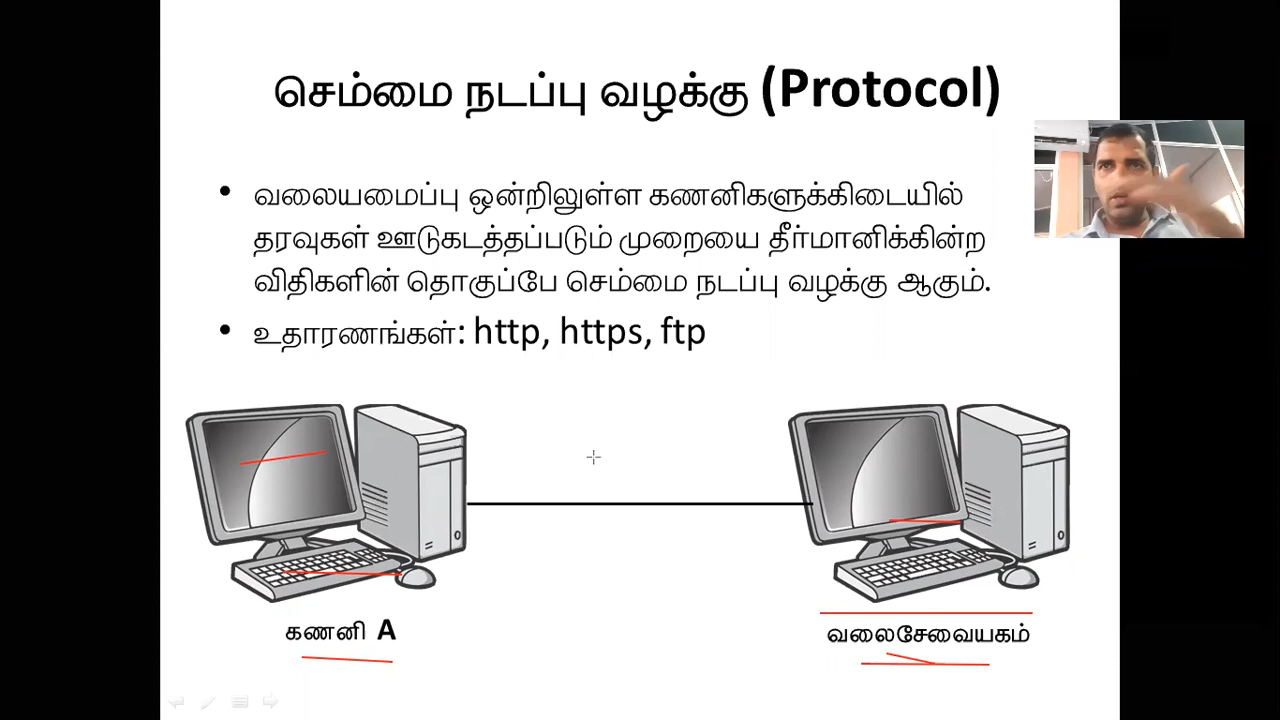 செம்மை நடப்பு வழக்கு (Protocol)
• வலையமைப்பு ஒன்றிலுள்ள கணனிகளுக்கிடையில்
தரவுகள் ஊடுகடத்தப்படும் முறையை தீர்மானிக்கின்ற
விதிகளின் தொகுப்பே செம்மை நடப்பு வழக்கு ஆகும்.
• உதாரணங்கள்: http, https, ftp
கணனி A
வலைசேவையகம்